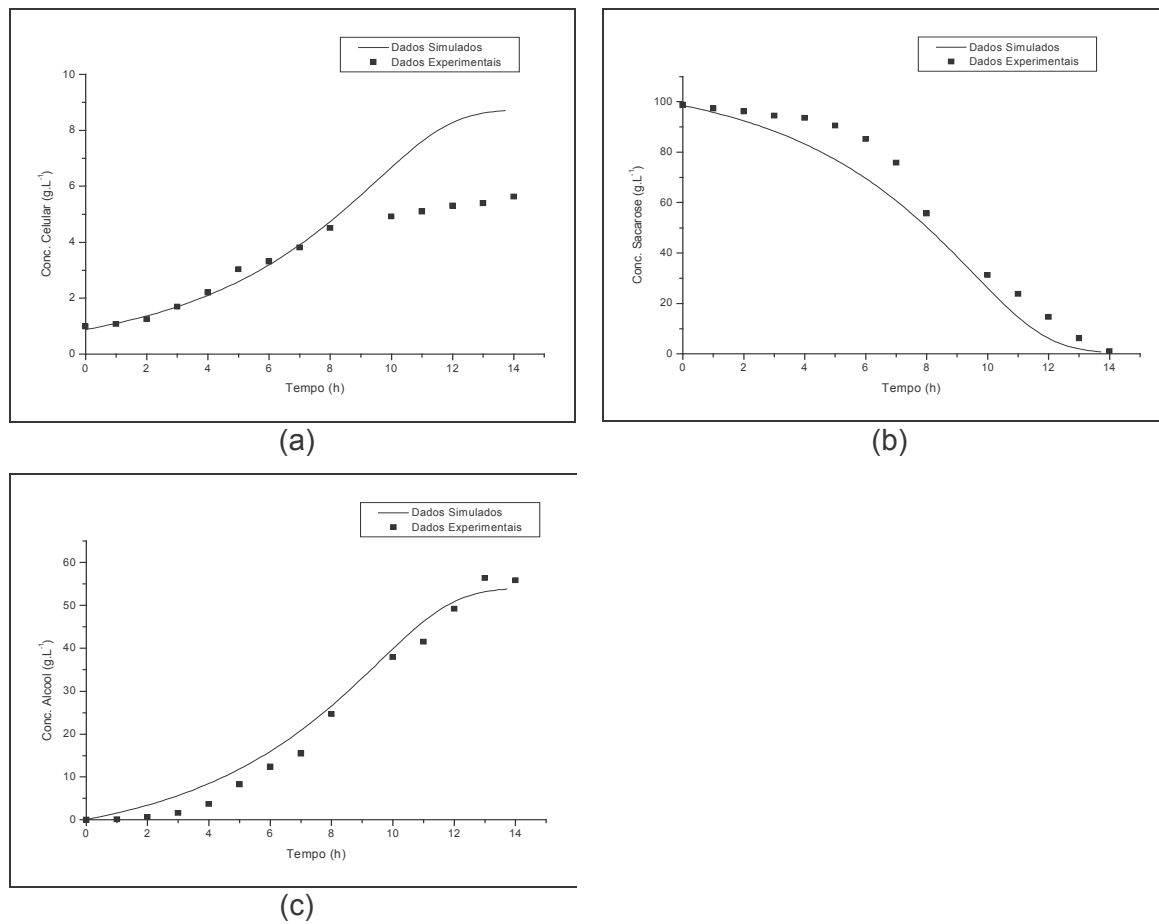 Dados Simulados
Dados Experimentais
10
8
6
4
2
0
Conc. Celular (g.L⁻¹)
0 2 4 6 8 10 12 14
Tempo (h)
(a)
Dados Simulados
Dados Experimentais
100
80
60
40
20
0
Conc. Sacarose (g.L⁻¹)
0 2 4 6 8 10 12 14
Tempo (h)
(b)
Dados Simulados
Dados Experimentais
60
50
40
30
20
10
0
Conc. Alcool (g.L⁻¹)
0 2 4 6 8 10 12 14
Tempo (h)
(c)